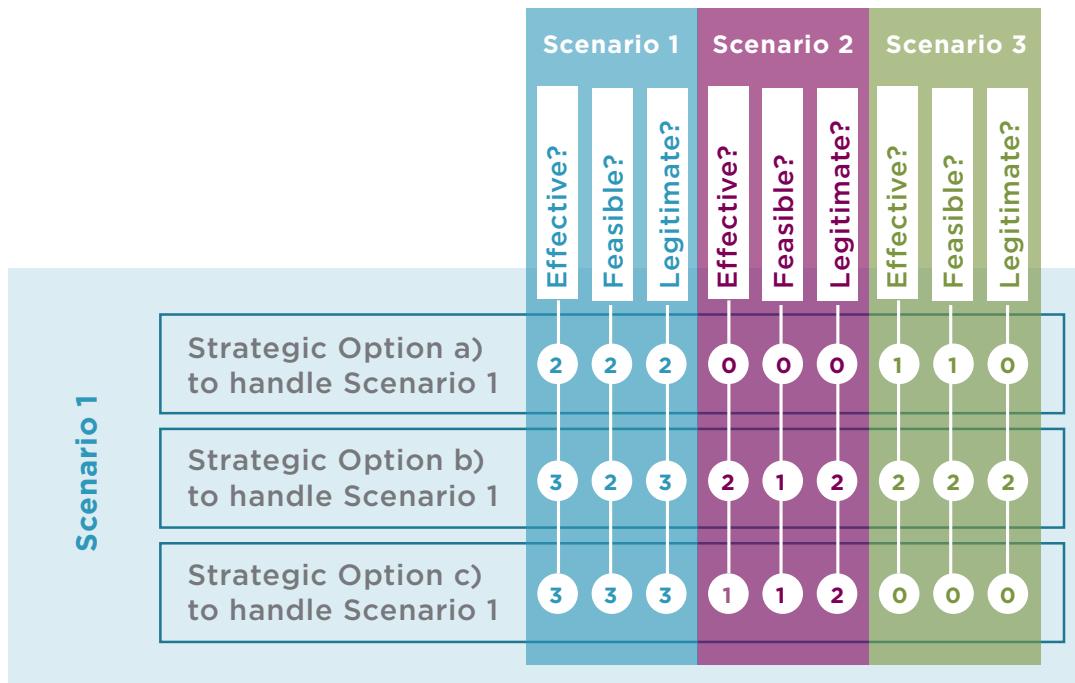 Scenario 1 Scenario 2 Scenario 3
Effective? Feasible? Legitimate? Effective? Feasible? Legitimate? Effective? Feasible? Legitimate?
Scenario 1
Strategic Option a)
to handle Scenario 1
2 2 2 0 0 0 1 1 0
Strategic Option b)
to handle Scenario 1
3 2 3 2 1 2 2 2 2
Strategic Option c)
to handle Scenario 1
3 3 3 1 1 2 0 0 0